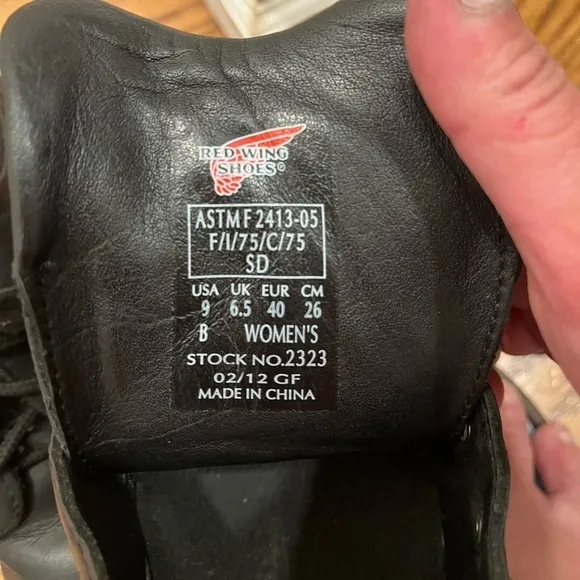 RED WING
SHOES®
ASTM F 2413-05
F/I/75/C/75
SD
USA UK EUR CM
9 6.5 40 26
B WOMEN'S
STOCK NO.2323
02/12 GF
MADE IN CHINA